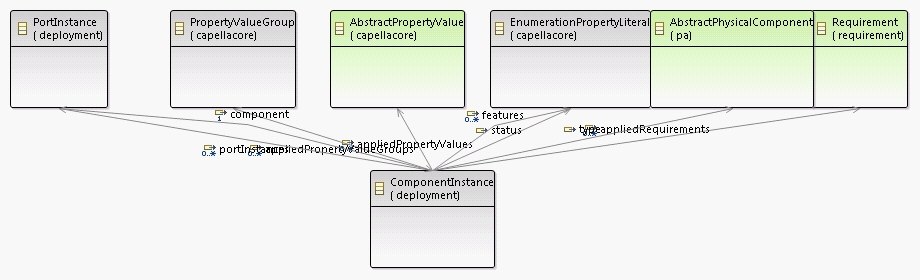 PortInstance
( deployment)
PropertyValueGroup
( capellacore)
AbstractPropertyValue
( capellacore)
EnumerationPropertyLiteral
( capellacore)
AbstractPhysicalComponent
( pa)
Requirement
( requirement)
component
1
features
0..*
status
type
appliedRequirements
0..*
appliedPropertyValues
0..*
portInstances
0..*
appliedPropertyValueGroups
0..*
ComponentInstance
( deployment)